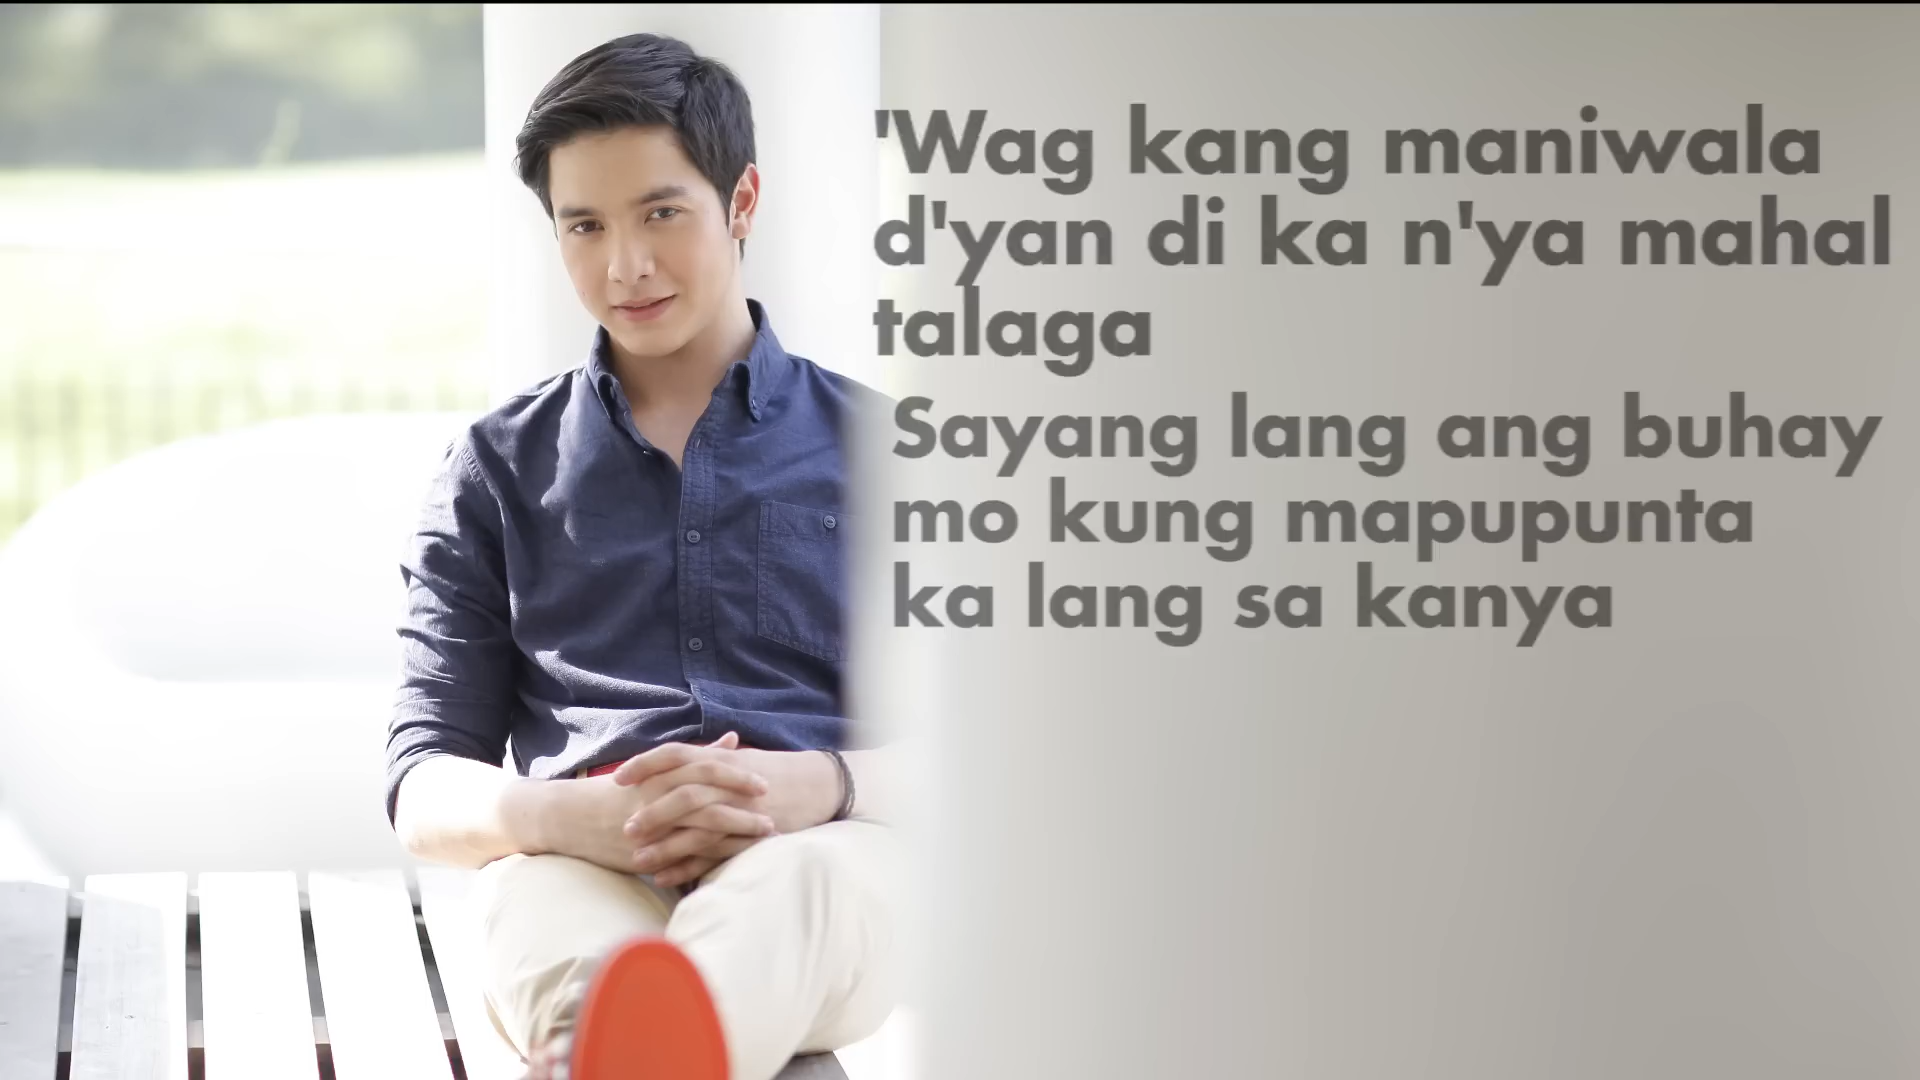 'Wag kang maniwala
d'yan di ka n'ya mahal
talaga
Sayang lang ang buhay
mo kung mapupunta
ka lang sa kanya